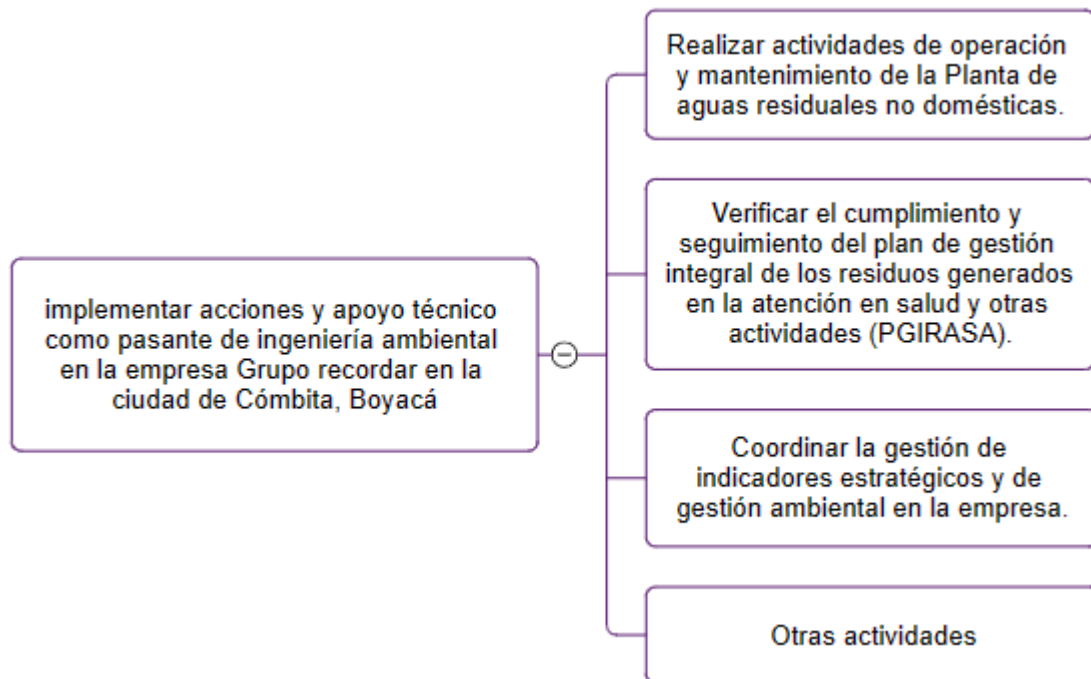 Realizar actividades de operación
y mantenimiento de la Planta de
aguas residuales no domésticas.
Verificar el cumplimiento y
seguimiento del plan de gestión
integral de los residuos generados
en la atención en salud y otras
actividades (PGIRASA).
implementar acciones y apoyo técnico
como pasante de ingeniería ambiental
en la empresa Grupo recordar en la
ciudad de Cómbita, Boyacá
Coordinar la gestión de
indicadores estratégicos y de
gestión ambiental en la empresa.
Otras actividades